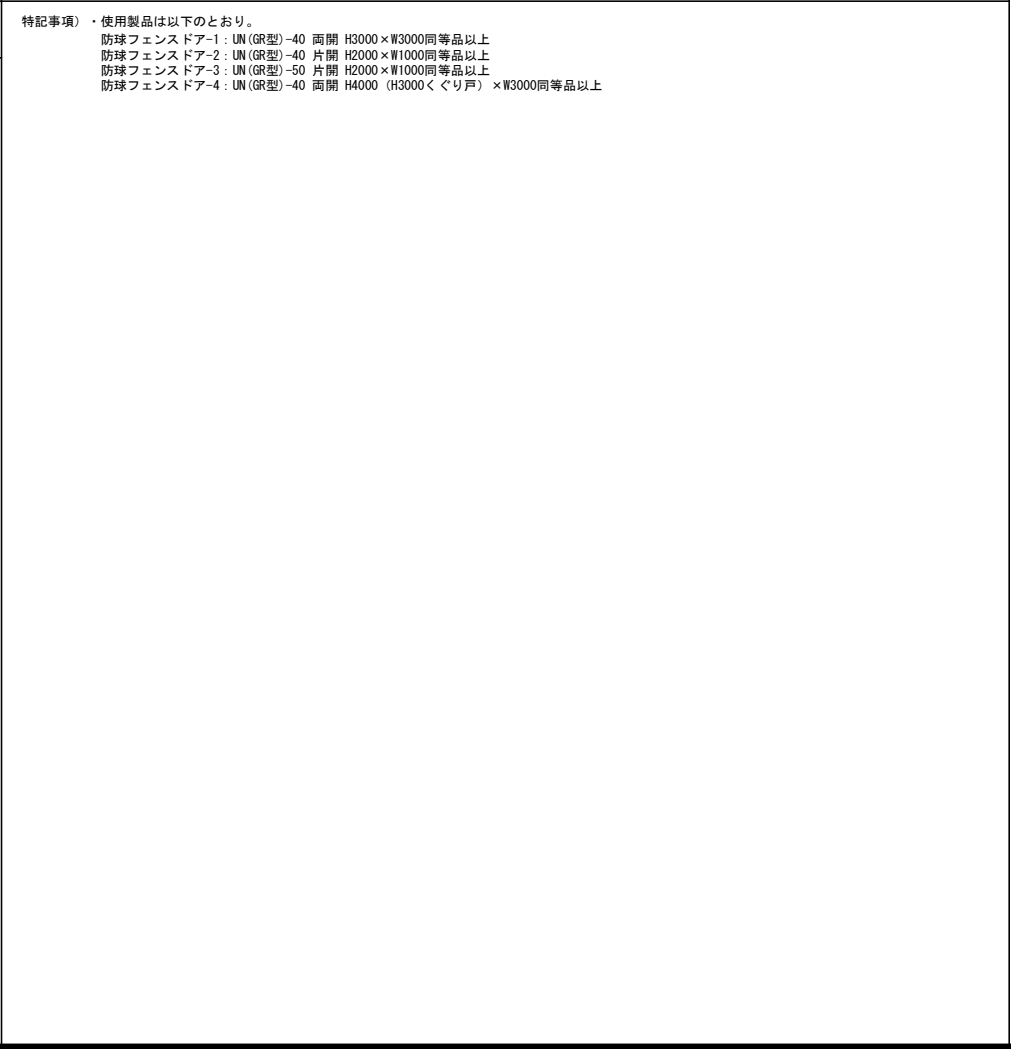 特記事項）・使用製品は以下のとおり。
防球フェンスドア-1：UN(GR型)-40 両開 H3000×W3000同等品以上
防球フェンスドア-2：UN(GR型)-40 片開 H2000×W1000同等品以上
防球フェンスドア-3：UN(GR型)-50 片開 H2000×W1000同等品以上
防球フェンスドア-4：UN(GR型)-40 両開 H4000（H3000くぐり戸）×W3000同等品以上